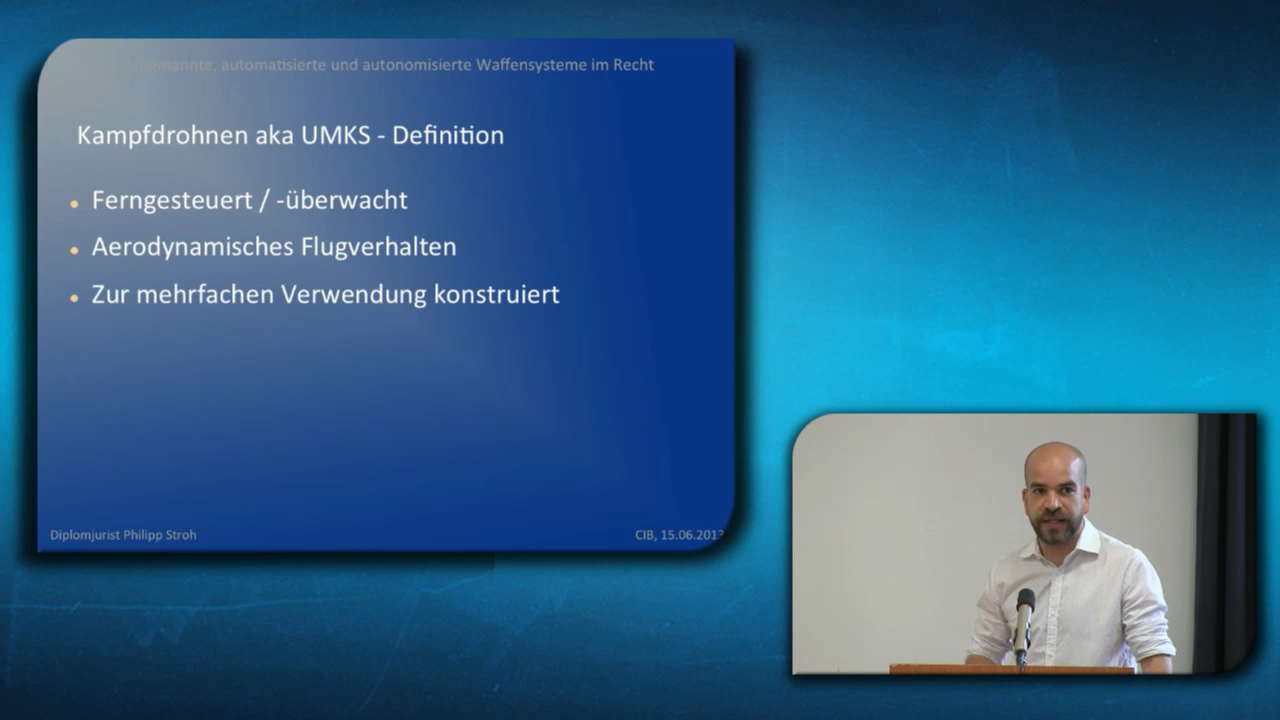 automatisierte und autonomisierte Waffensysteme im Recht
Kampfdrohnen aka UMKS - Definition
Ferngesteuert / -überwacht
Aerodynamisches Flugverhalten
Zur mehrfachen Verwendung konstruiert
Diplomjurist Philipp Stroh
CIB, 15.06.2013